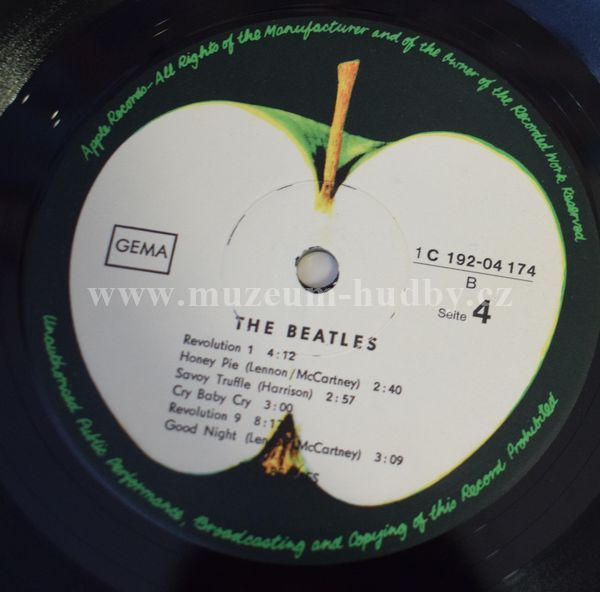 Apple Records-All Rights of the Manufacturer and of the Owner of the Recorded Work Reserved
GEMA
1 C 192-04 174
B
Seite 4
www.muzeum-hudby.cz
THE BEATLES
Revolution 1 4:12
Honey Pie (Lennon/McCartney) 2:40
Savoy Truffle (Harrison) 2:57
Cry Baby Cry 3:00
Revolution 9
Good Night McCartney) 3:09
Unauthorised Public Performance, Broadcasting and Copying of this Record Prohibited